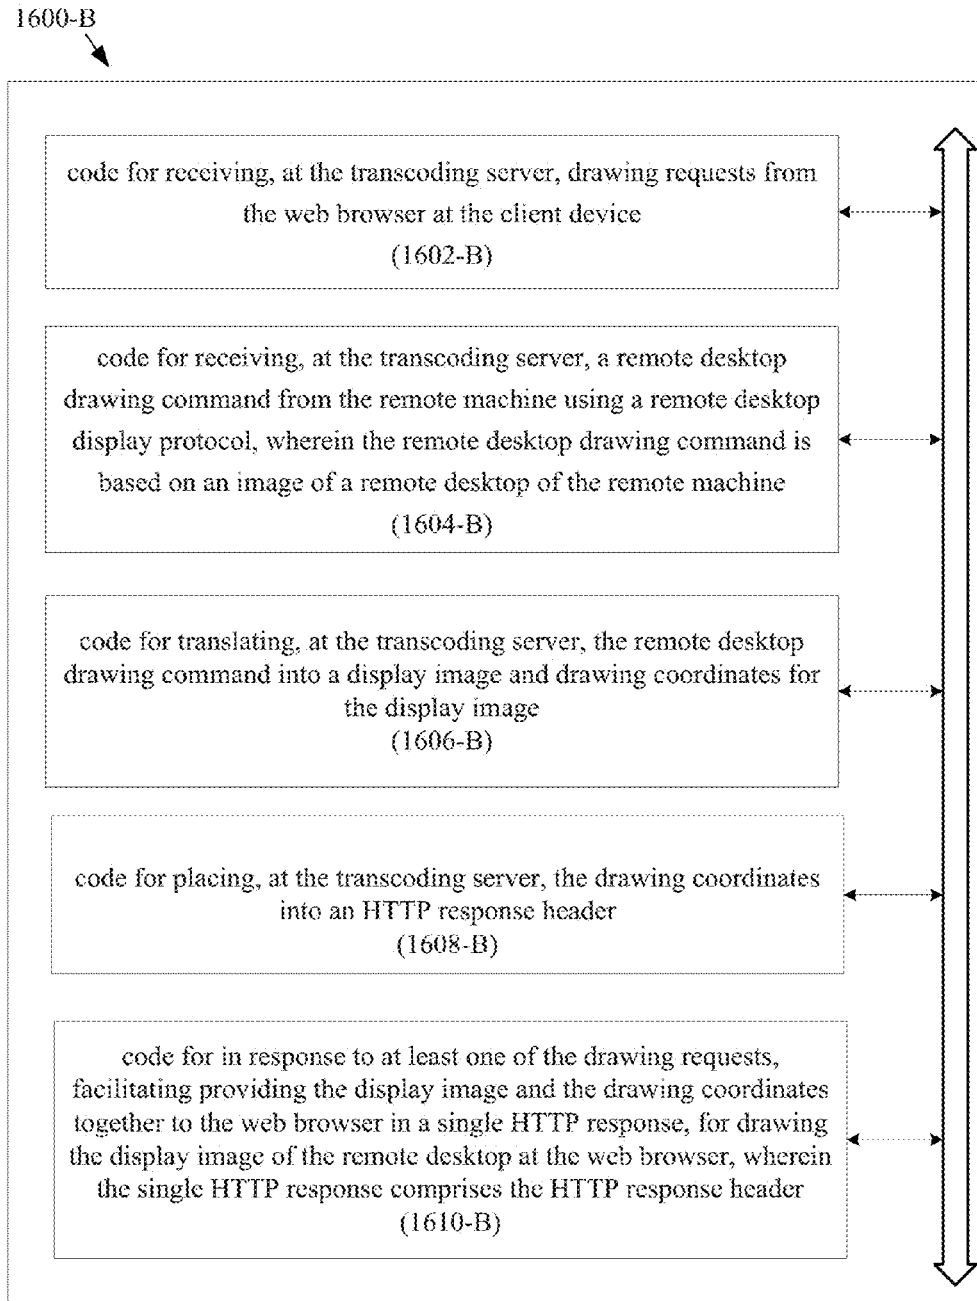 1600-B
code for receiving, at the transcoding server, drawing requests from
the web browser at the client device
(1602-B)
code for receiving, at the transcoding server, a remote desktop
drawing command from the remote machine using a remote desktop
display protocol, wherein the remote desktop drawing command is
based on an image of a remote desktop of the remote machine
(1604-B)
code for translating, at the transcoding server, the remote desktop
drawing command into a display image and drawing coordinates for
the display image
(1606-B)
code for placing, at the transcoding server, the drawing coordinates
into an HTTP response header
(1608-B)
code for in response to at least one of the drawing requests,
facilitating providing the display image and the drawing coordinates
together to the web browser in a single HTTP response, for drawing
the display image of the remote desktop at the web browser, wherein
the single HTTP response comprises the HTTP response header
(1610-B)